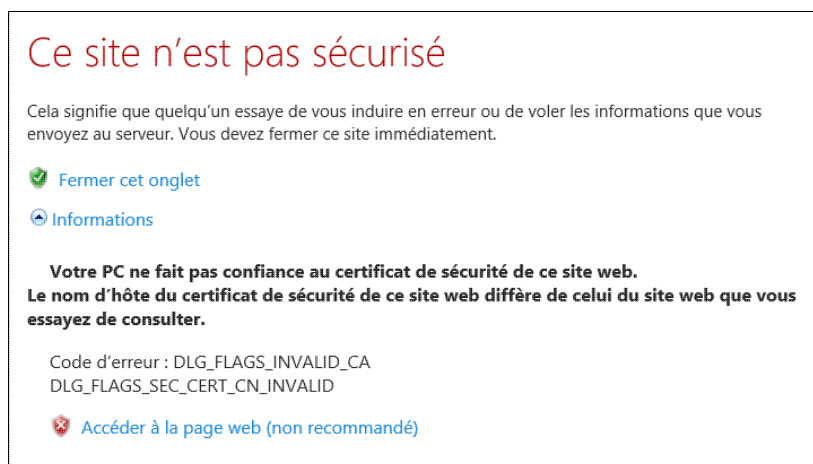 Ce site n'est pas sécurisé
Cela signifie que quelqu'un essaye de vous induire en erreur ou de voler les informations que vous
envoyez au serveur. Vous devez fermer ce site immédiatement.
Fermer cet onglet
Informations
Votre PC ne fait pas confiance au certificat de sécurité de ce site web.
Le nom d´hôte du certificat de sécurité de ce site web diffère de celui du site web que vous
essayez de consulter.
Code d'erreur : DLG_FLAGS_INVALID_CA
DLG_FLAGS_SEC_CERT_CN_INVALID
Accéder à la page web (non recommandé)